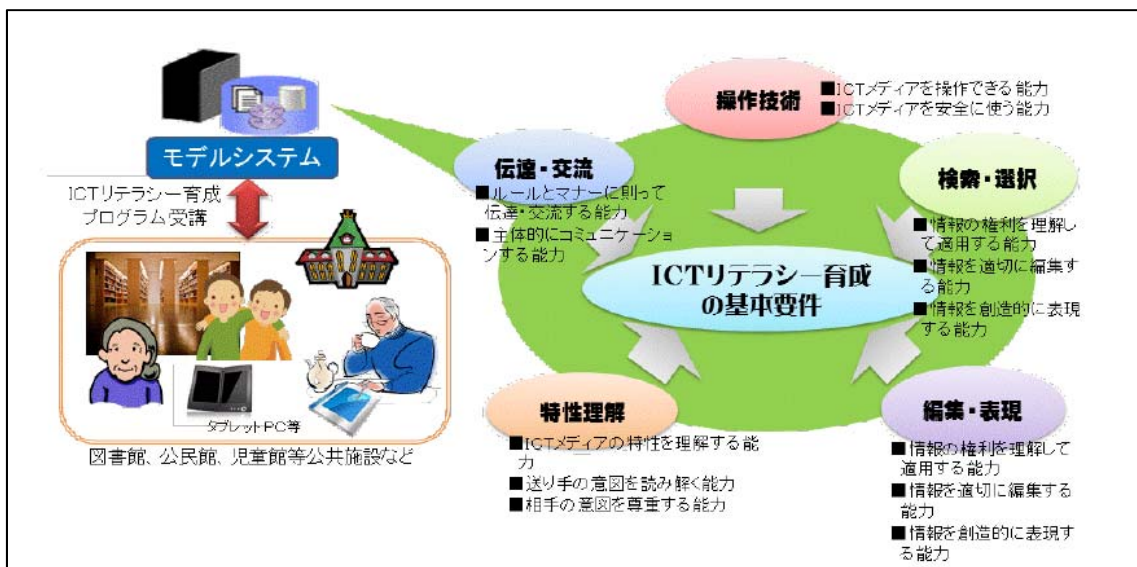 モデルシステム
ICTリテラシー育成
プログラム受講
タブレットPC等
図書館、公民館、児童館等公共施設など
操作技術
■ICTメディアを操作できる能力
■ICTメディアを安全に使う能力
伝達・交流
■ルールとマナーに則って
伝達・交流する能力
■主体的にコミュニケーショ
ンする能力
検索・選択
■情報の権利を理解し
て適用する能力
■情報を適切に編集す
る能力
■情報を創造的に表現
する能力
ICTリテラシー育成
の基本要件
特性理解
■ICTメディアの特性を理解する能
力
■送り手の意図を読み解く能力
■相手の意図を尊重する能力
編集・表現
■情報の権利を理解して
適用する能力
■情報を適切に編集する
能力
■情報を創造的に表現す
る能力